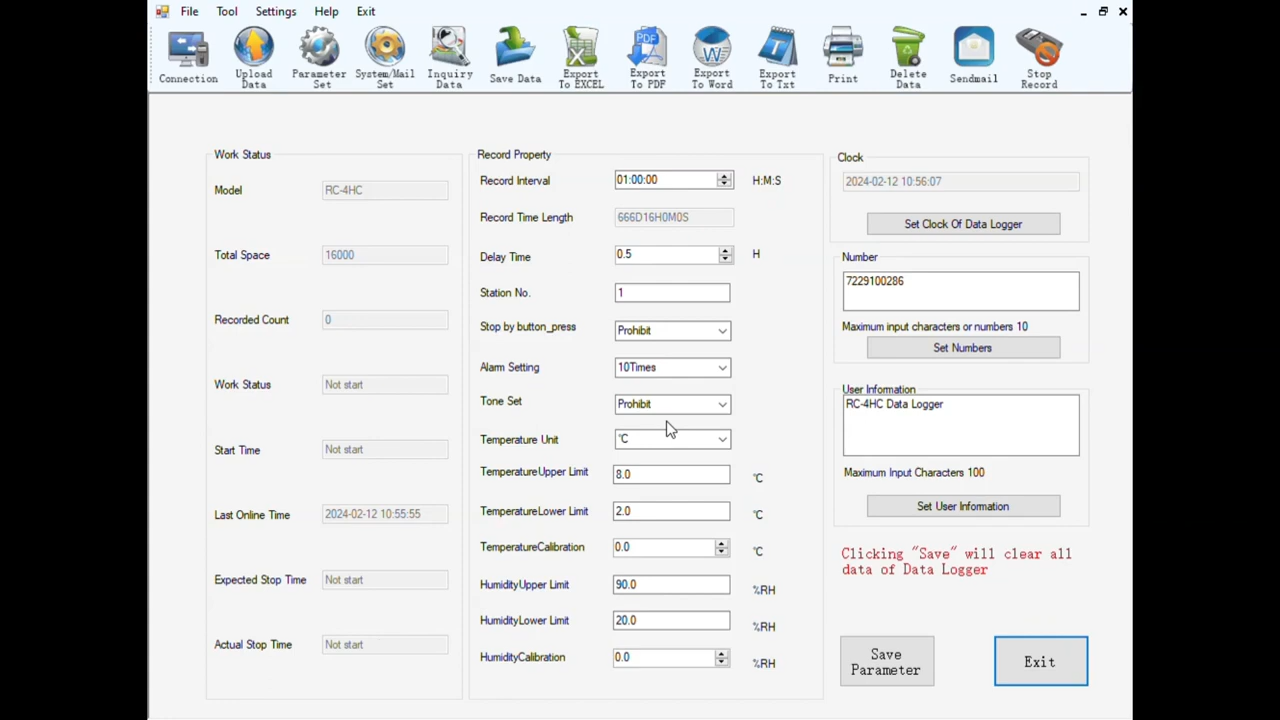 File Tool Settings Help Exit
Connection
Upload Data
Parameter Set
System/Mail Set
Inquiry Data
Save Data
Export To EXCEL
Export To PDF
Export To Word
Export To Txt
Print
Delete Data
Sendmail
Stop Record
Work Status
Model RC-4HC
Total Space 16000
Recorded Count 0
Work Status Not start
Start Time Not start
Last Online Time 2024-02-12 10:55:55
Expected Stop Time Not start
Actual Stop Time Not start
Record Property
Record Interval 01:00:00 H:M:S
Record Time Length 666D16H0M0S
Delay Time 0.5 H
Station No. 1
Stop by button_press Prohibit
Alarm Setting 10Times
Tone Set Prohibit
Temperature Unit °C
TemperatureUpper Limit 8.0 °C
TemperatureLower Limit 2.0 °C
TemperatureCalibration 0.0 °C
HumidityUpper Limit 90.0 %RH
HumidityLower Limit 20.0 %RH
HumidityCalibration 0.0 %RH
Clock
2024-02-12 10:56:07
Set Clock Of Data Logger
Number
7229100286
Maximum input characters or numbers 10
Set Numbers
User Information
RC-4HC Data Logger
Maximum Input Characters 100
Set User Information
Clicking "Save" will clear all
data of Data Logger
Save
Parameter
Exit